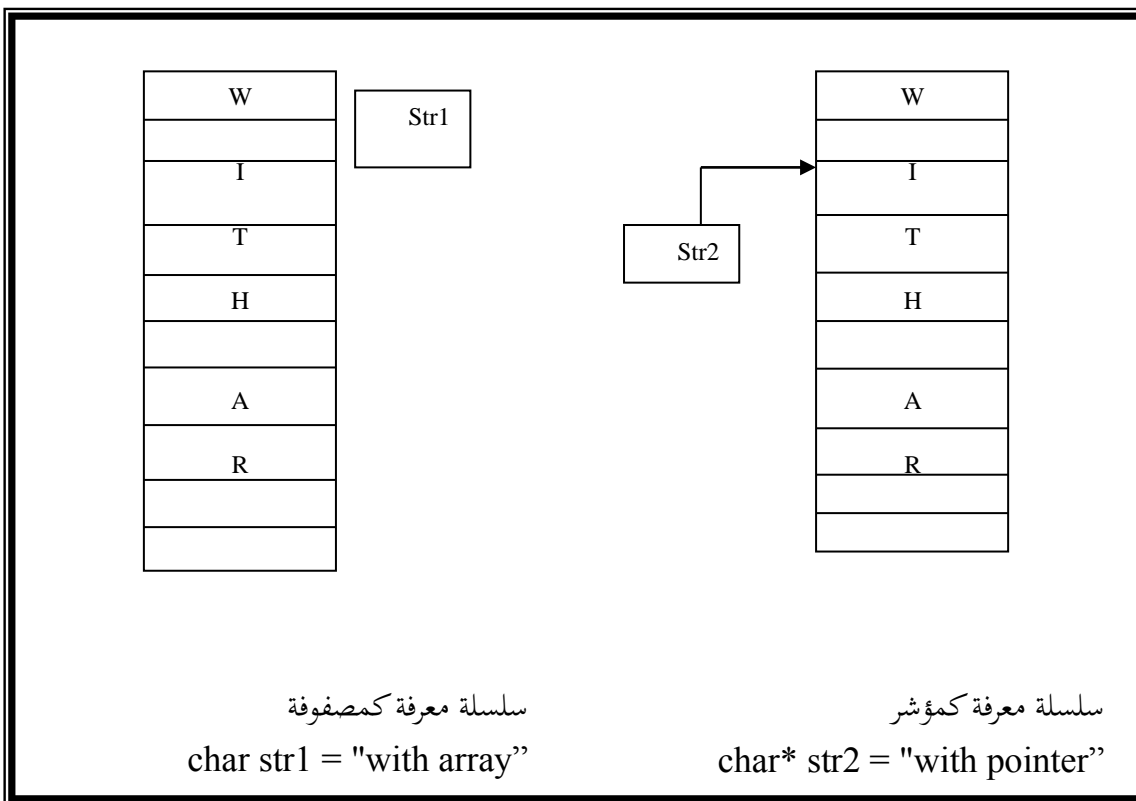 W
Str1
I
T
H
A
R
W
I
Str2
T
H
A
R
سلسلة معرفة كمصفوفة
char str1 = "with array”
سلسلة معرفة كمؤشر
char* str2 = "with pointer”